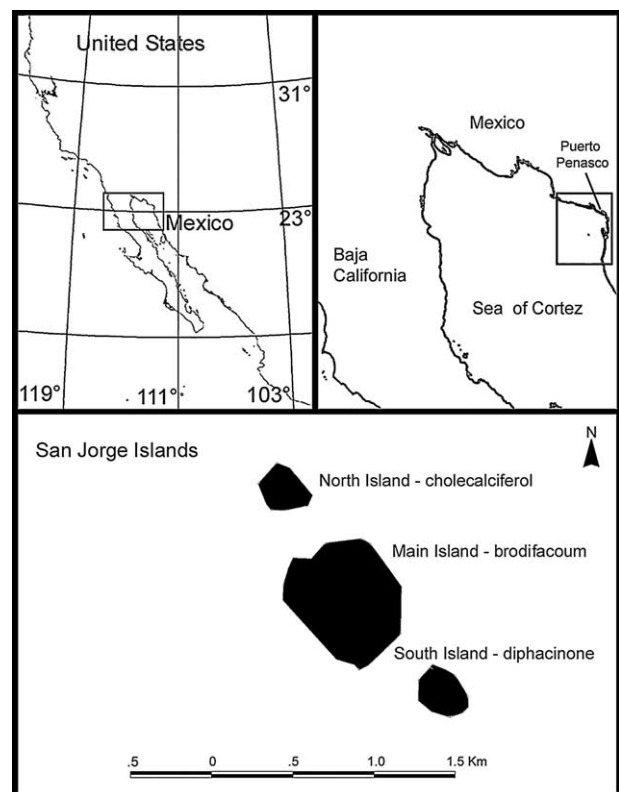 United States
31°
23°
Mexico
119°
111°
103°
Mexico
Puerto
Penasco
Baja
California
Sea of Cortez
San Jorge Islands
N
North Island - cholecalciferol
Main Island - brodifacoum
South Island - diphacinone
.5 0 .5 1.0 1.5 Km